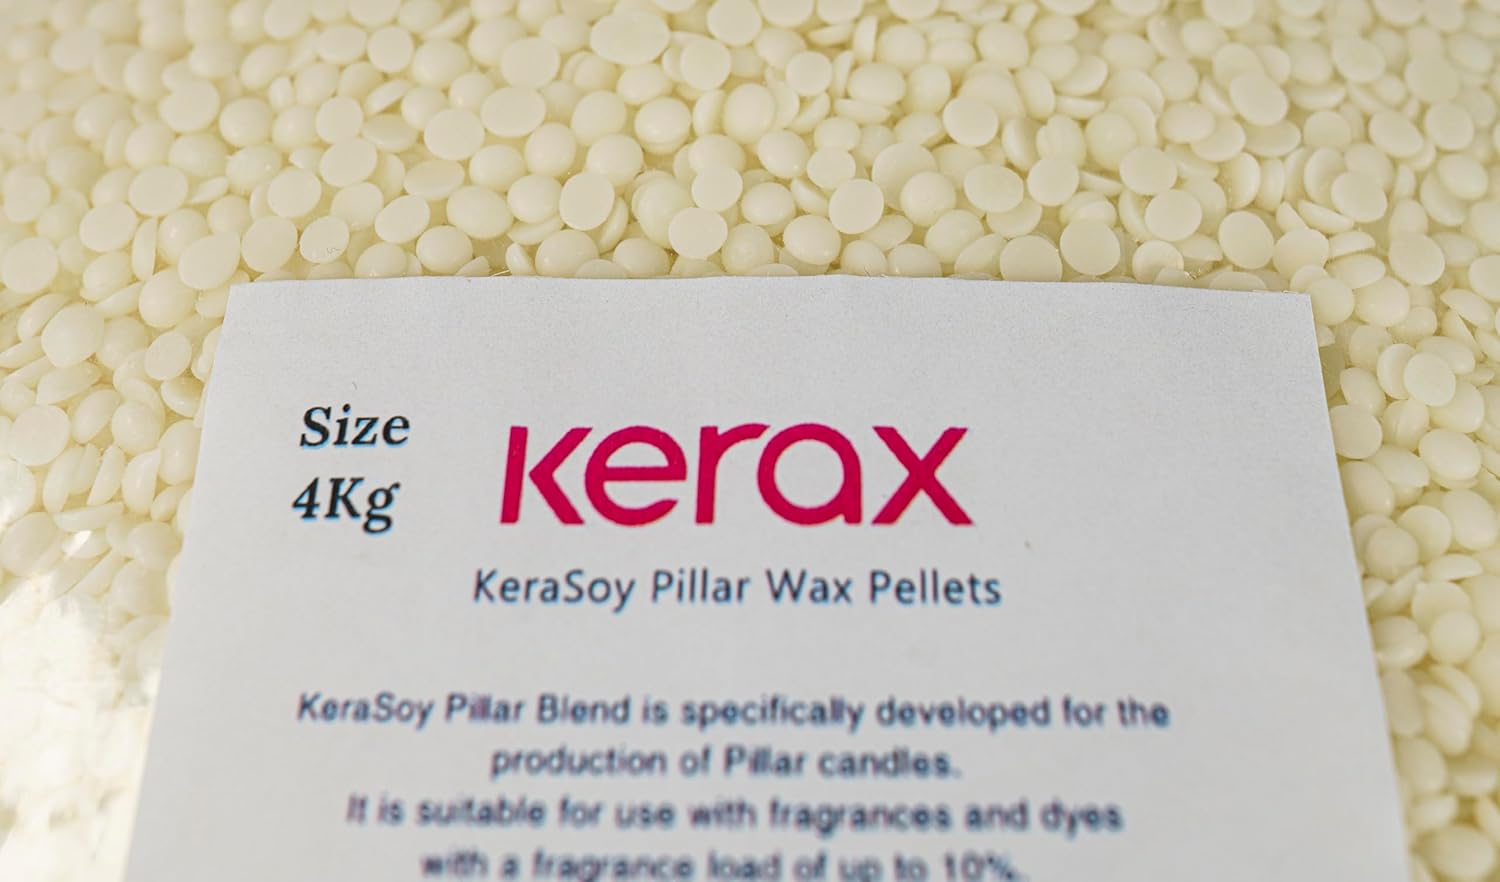 Size
4Kg
kerax
KeraSoy Pillar Wax Pellets
KeraSoy Pillar Blend is specifically developed for the
production of Pillar candles.
It is suitable for use with fragrances and dyes
with a fragrance load of up to 10%.